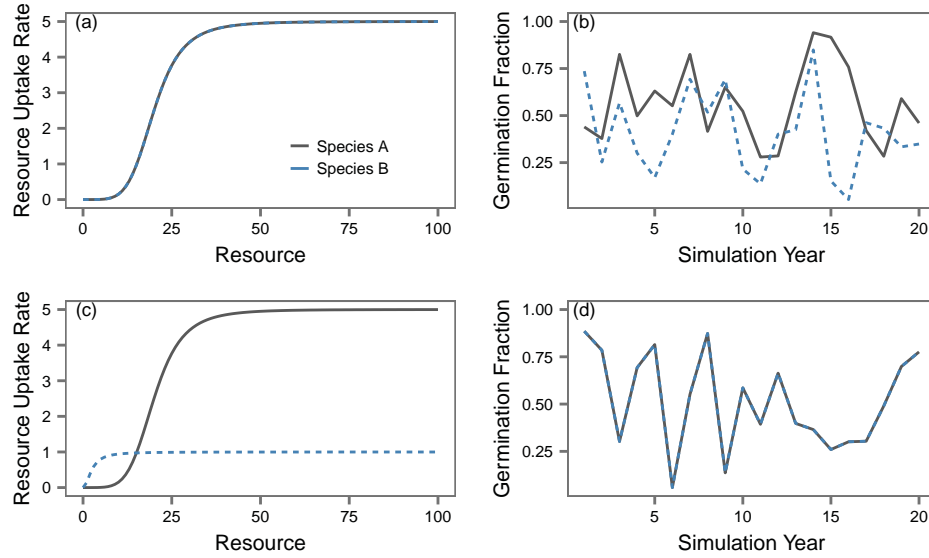 (a)
Resource Uptake Rate
5
4
3
2
1
0
Species A
Species B
0 25 50 75 100
Resource
(b)
Germination Fraction
1.00
0.75
0.50
0.25
5 10 15 20
Simulation Year
(c)
Resource Uptake Rate
5
4
3
2
1
0
0 25 50 75 100
Resource
(d)
Germination Fraction
1.00
0.75
0.50
0.25
5 10 15 20
Simulation Year